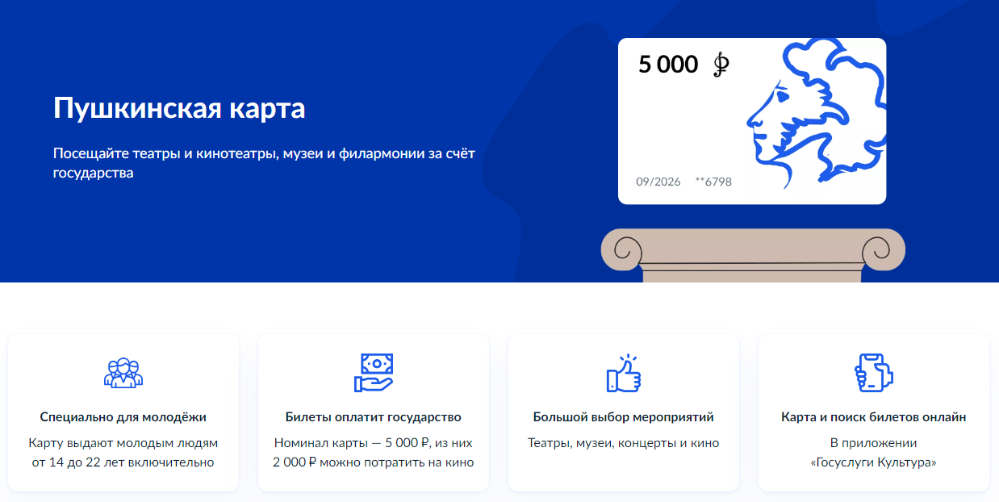 5 000 ₽
Пушкинская карта
Посещайте театры и кинотеатры, музеи и филармонии за счёт
государства
09/2026 **6798
Специально для молодёжи
Карту выдают молодым людям
от 14 до 22 лет включительно
Билеты оплатит государство
Номинал карты — 5 000 ₽, из них
2 000 ₽ можно потратить на кино
Большой выбор мероприятий
Театры, музеи, концерты и кино
Карта и поиск билетов онлайн
В приложении
«Госуслуги Культура»